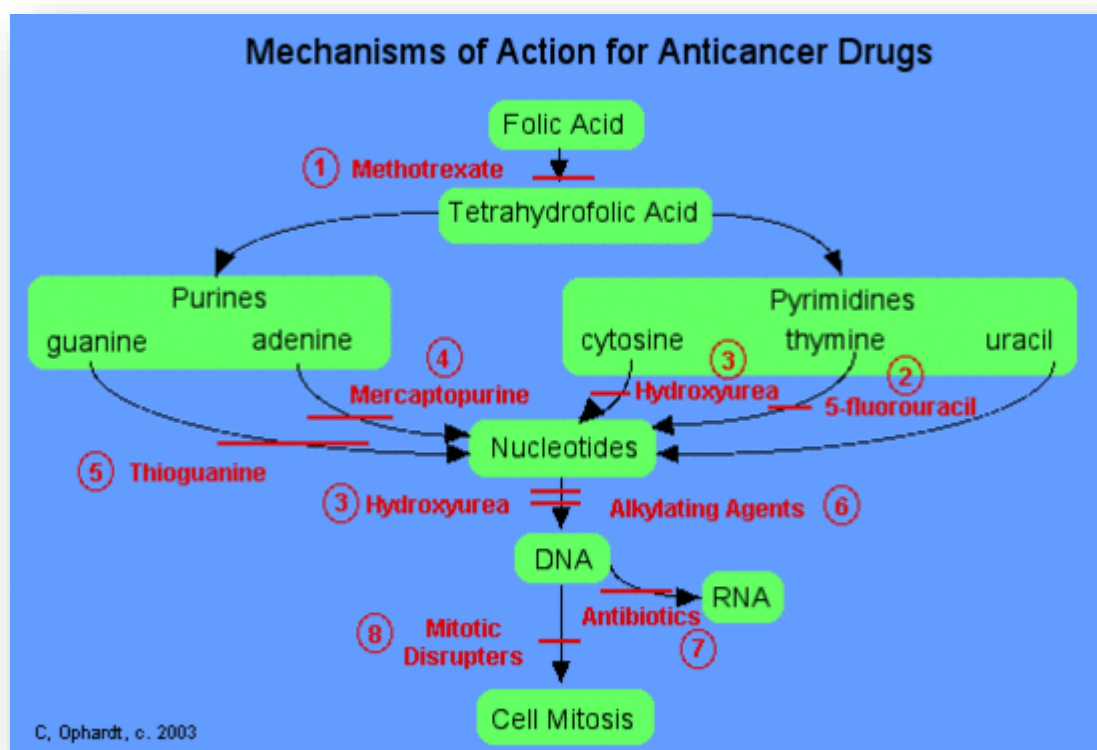 Mechanisms of Action for Anticancer Drugs
Folic Acid
1 Methotrexate
Tetrahydrofolic Acid
Purines
guanine adenine
Pyrimidines
cytosine thymine uracil
4
Mercaptopurine
3
Hydroxyurea
2
5-fluorouracil
Nucleotides
5 Thioguanine
3 Hydroxyurea
Alkylating Agents 6
DNA
RNA
Antibiotics
7
8 Mitotic
Disrupters
Cell Mitosis
C, Ophardt, c. 2003